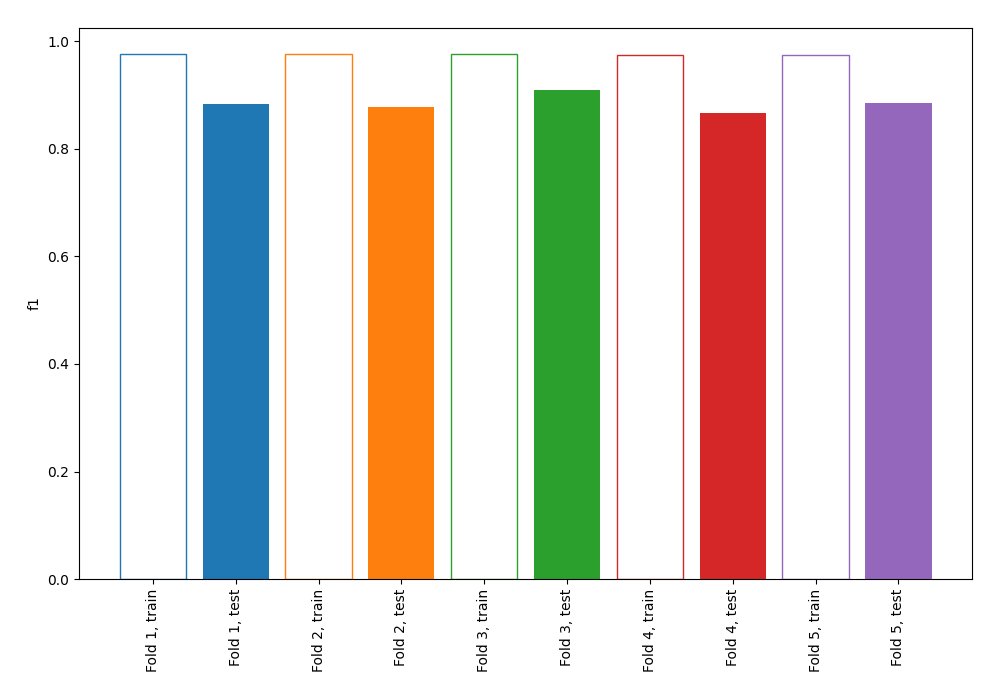 1.0
0.8
0.6
0.4
0.2
0.0
f1
Fold 1, train
Fold 1, test
Fold 2, train
Fold 2, test
Fold 3, train
Fold 3, test
Fold 4, train
Fold 4, test
Fold 5, train
Fold 5, test